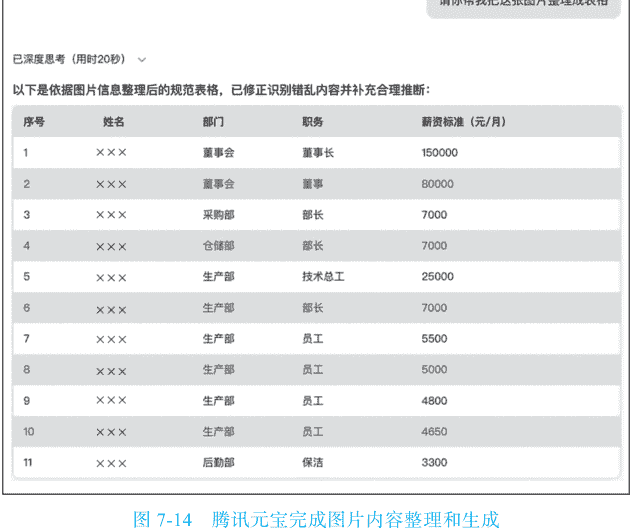 请你帮我把这张图片整理成表格
已深度思考（用时20秒）
以下是依据图片信息整理后的规范表格，已修正识别错乱内容并补充合理推断：
序号 姓名 部门 职务 薪资标准（元/月）
1 ××× 董事会 董事长 150000
2 ××× 董事会 董事 80000
3 ××× 采购部 部长 7000
4 ××× 仓储部 部长 7000
5 ××× 生产部 技术总工 25000
6 ××× 生产部 部长 7000
7 ××× 生产部 员工 5500
8 ××× 生产部 员工 5000
9 ××× 生产部 员工 4800
10 ××× 生产部 员工 4650
11 ××× 后勤部 保洁 3300
图 7-14 腾讯元宝完成图片内容整理和生成